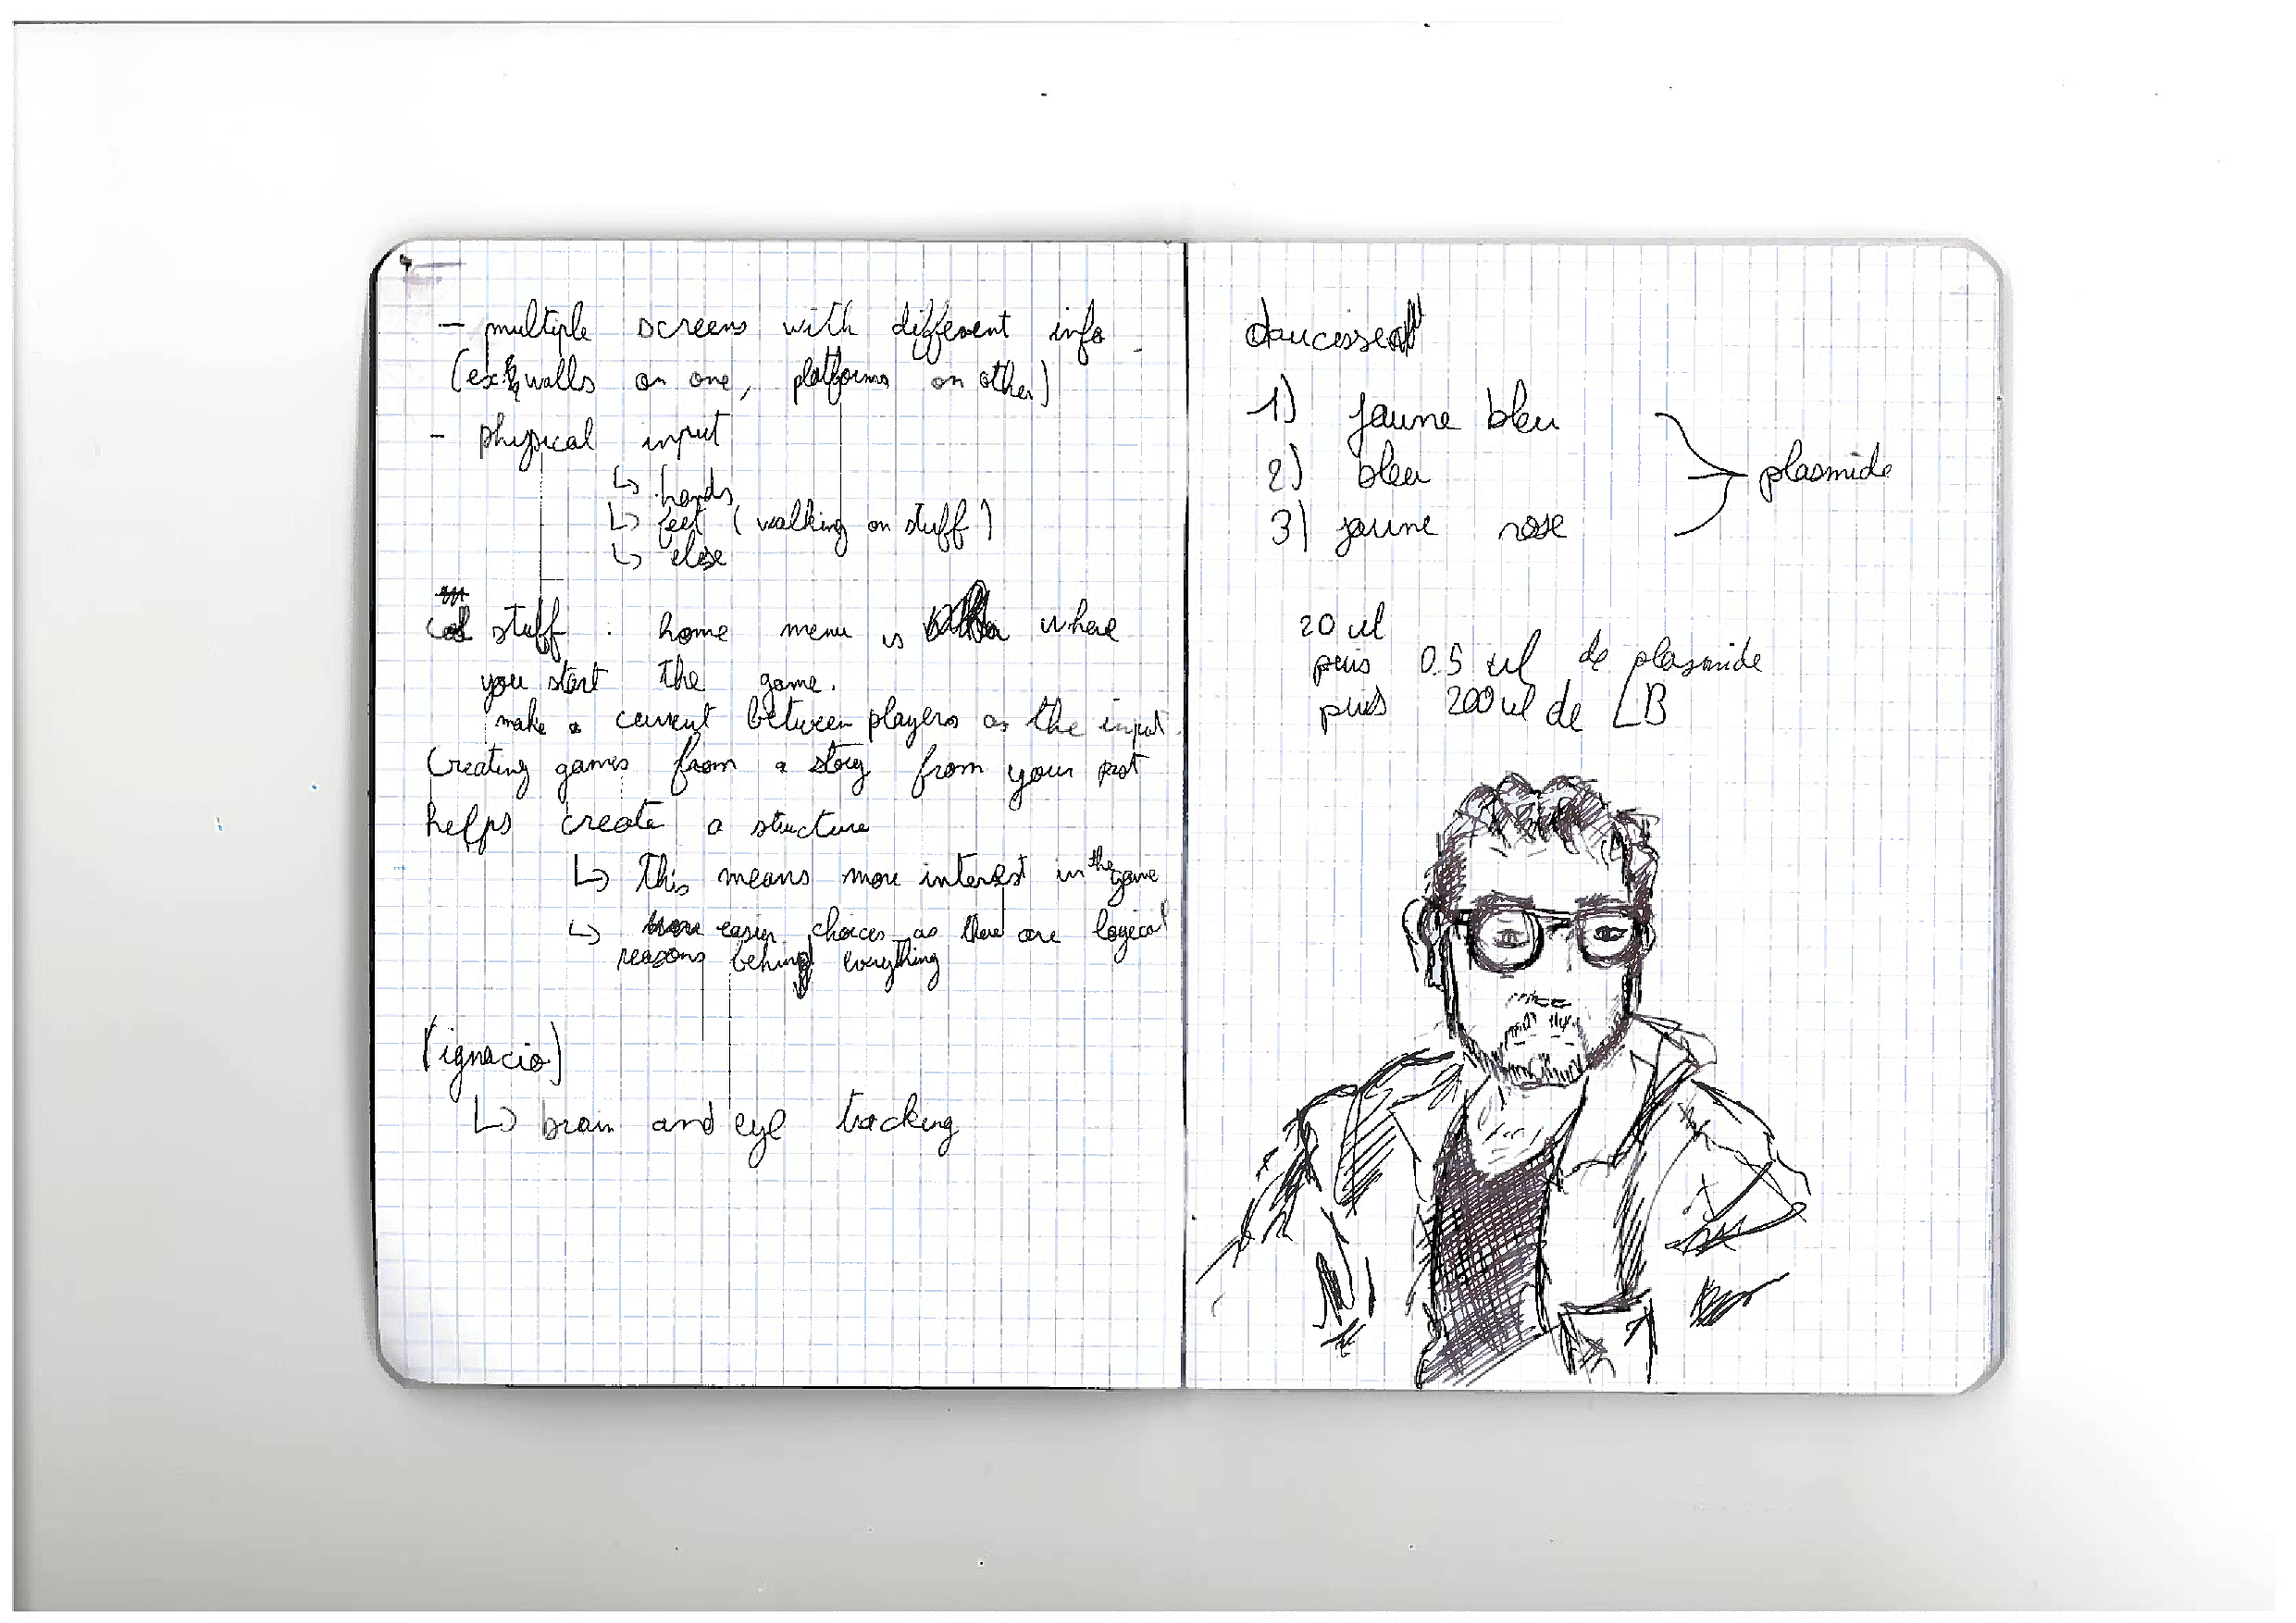 - multiple screens with different info
(ex: walls on one, platforms on other)
- physical input
↳ hands
↳ feet (walking on stuff)
↳ else
stuff. home menu is where
you start the game.
make a current between players as the input.
Creating games from a story from your past
helps create a structure
↳ This means more interest in the game
↳ easier choices as there are logical
reasons behind everything
(ignacio)
↳ brain and eye tracking
1) jaune bleu
2) bleu
3) jaune rose
plasmide
20 ul
puis 0.5 ul de plasmide
puis 200 ul de LB